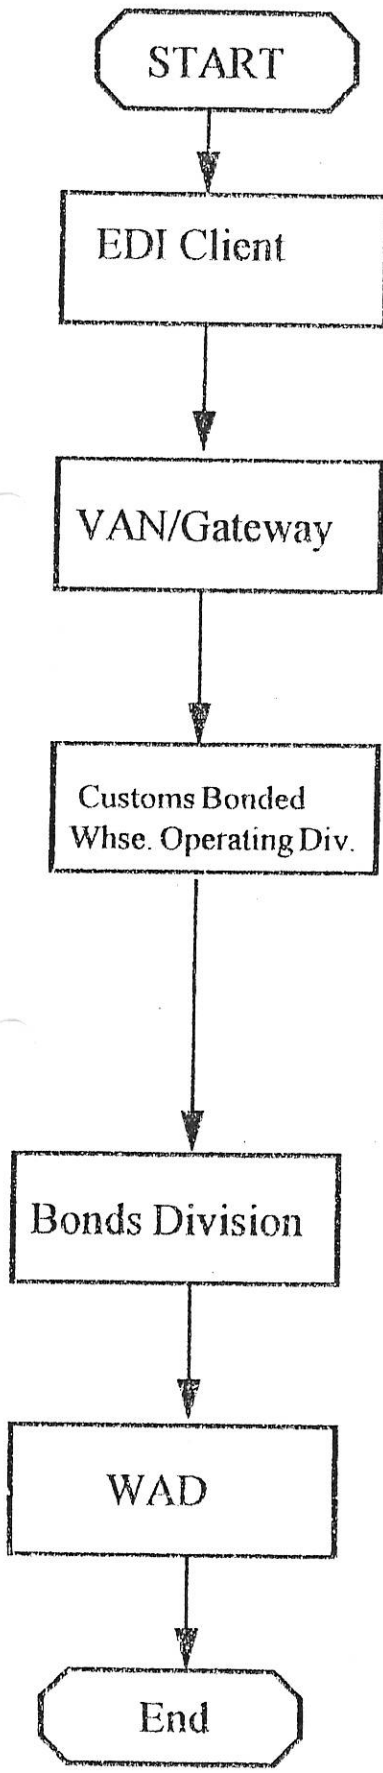 START
EDI Client
VAN/Gateway
Customs Bonded
Whse. Operating Div.
Bonds Division
WAD
End